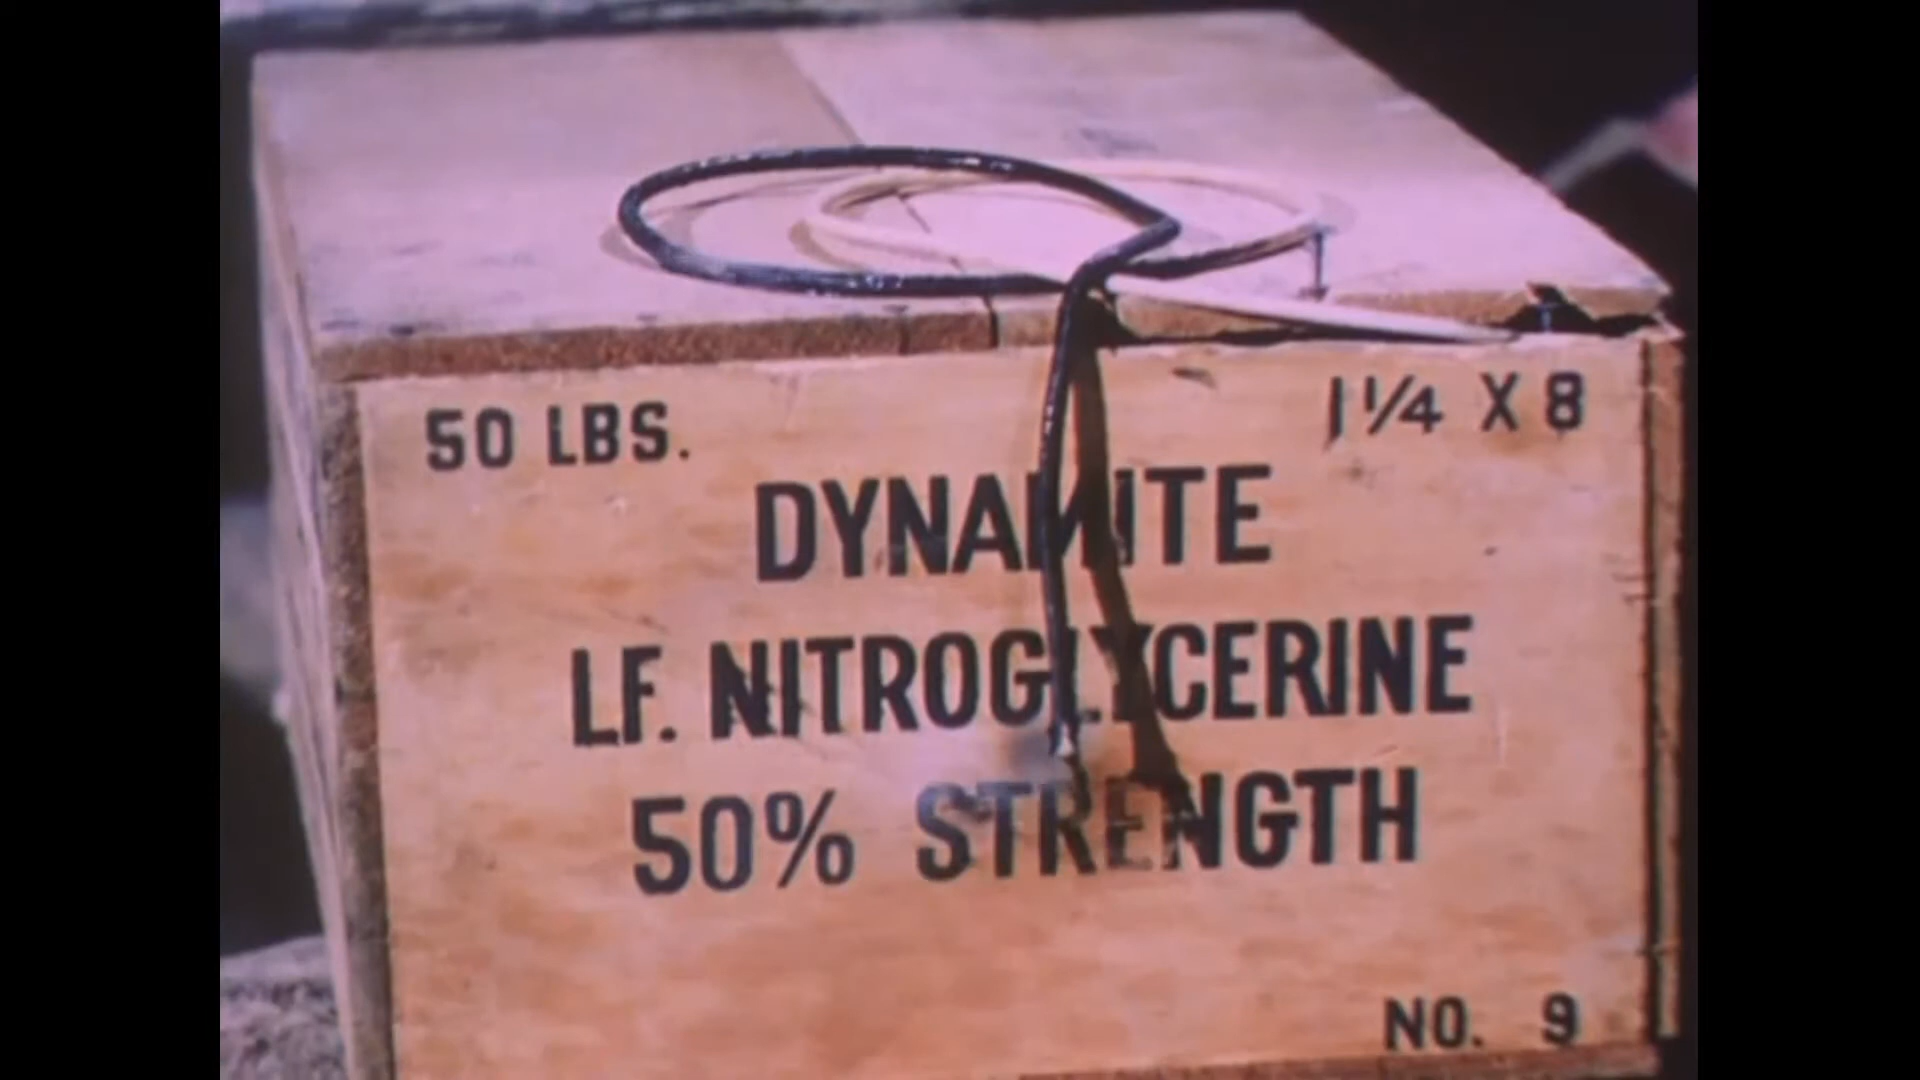 50 LBS. 1¼ X 8
DYNAMITE
LF. NITROGLYCERINE
50% STRENGTH
NO. 9